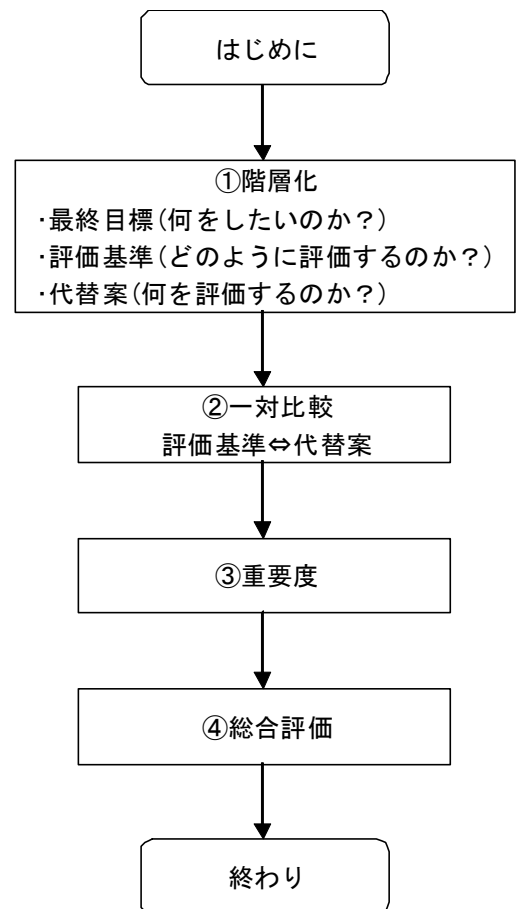 はじめに
①階層化
・最終目標(何をしたいのか？)
・評価基準(どのように評価するのか？)
・代替案(何を評価するのか？)
②一対比較
評価基準⇔代替案
③重要度
④総合評価
終わり